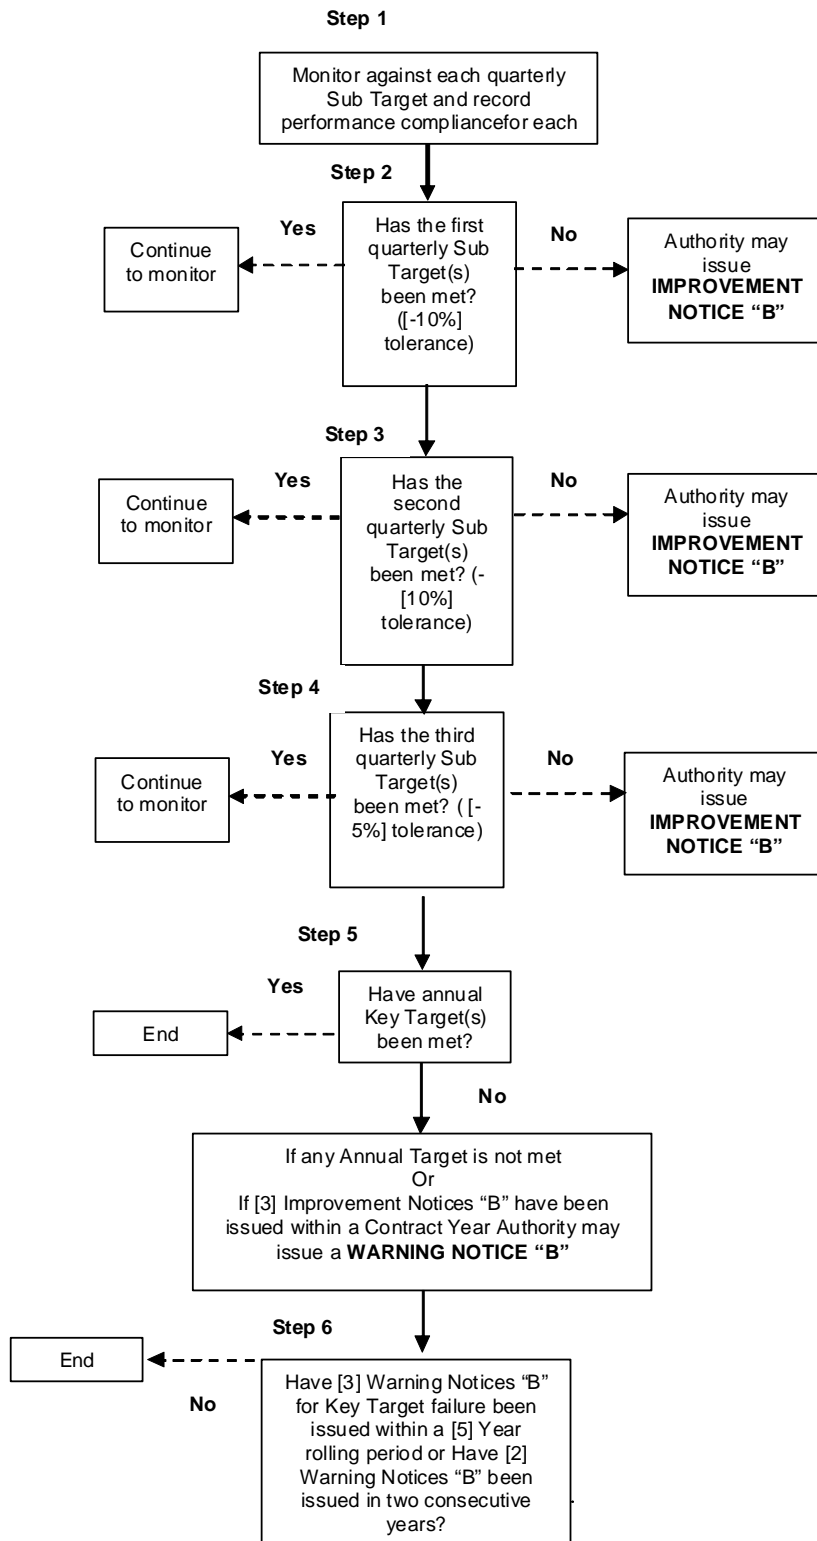 Step 1
Monitor against each quarterly
Sub Target and record
performance compliancefor each
Step 2
Yes
No
Continue
to monitor
Has the first
quarterly Sub
Target(s)
been met?
([-10%]
tolerance)
Authority may
issue
IMPROVEMENT
NOTICE “B”
Step 3
Yes
No
Continue
to monitor
Has the
second
quarterly Sub
Target(s)
been met? (-
[10%]
tolerance)
Authority may
issue
IMPROVEMENT
NOTICE “B”
Step 4
Yes
No
Continue
to monitor
Has the third
quarterly Sub
Target(s)
been met? ( [-
5%] tolerance)
Authority may
issue
IMPROVEMENT
NOTICE “B”
Step 5
Yes
End
Have annual
Key Target(s)
been met?
No
If any Annual Target is not met
Or
If [3] Improvement Notices “B” have been
issued within a Contract Year Authority may
issue a WARNING NOTICE “B”
Step 6
End
No
Have [3] Warning Notices “B”
for Key Target failure been
issued within a [5] Year
rolling period or Have [2]
Warning Notices “B” been
issued in two consecutive .
years?